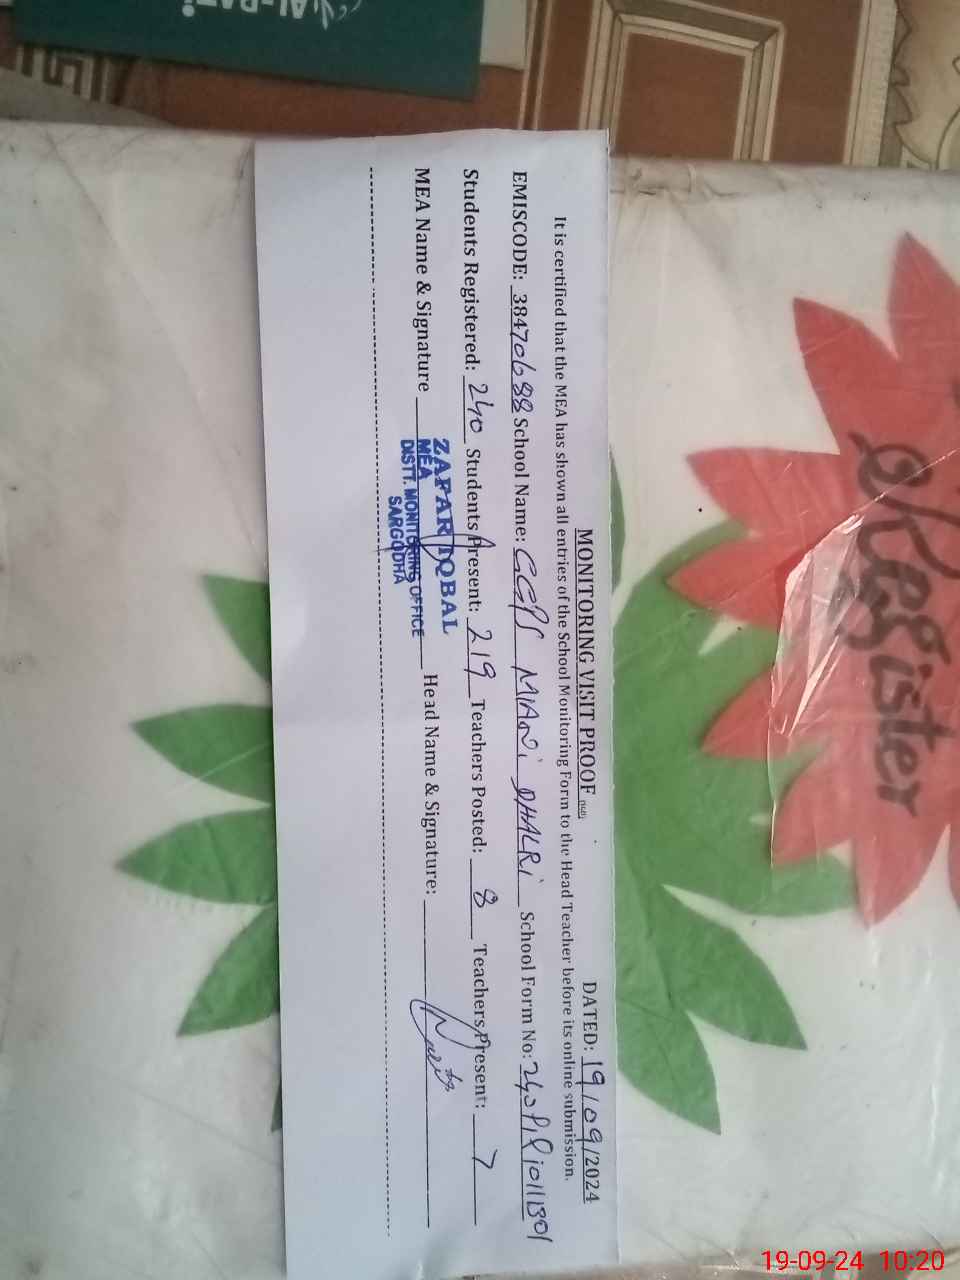 MONITORING VISIT PROOF
DATED: 19/09/2024
It is certified that the MEA has shown all entries of the School Monitoring Form to the Head Teacher before its online submission.
EMISCODE: 38470688 School Name: GGPS MIANI DHALRI School Form No:
Students Registered: 240 Students Present: 219 Teachers Posted: 8 Teachers Present: 7
MEA Name & Signature Head Name & Signature:
ZAFAR IQBAL
MEA
DISTT. MONITORING OFFICE
SARGODHA
Register
19-09-24 10:20